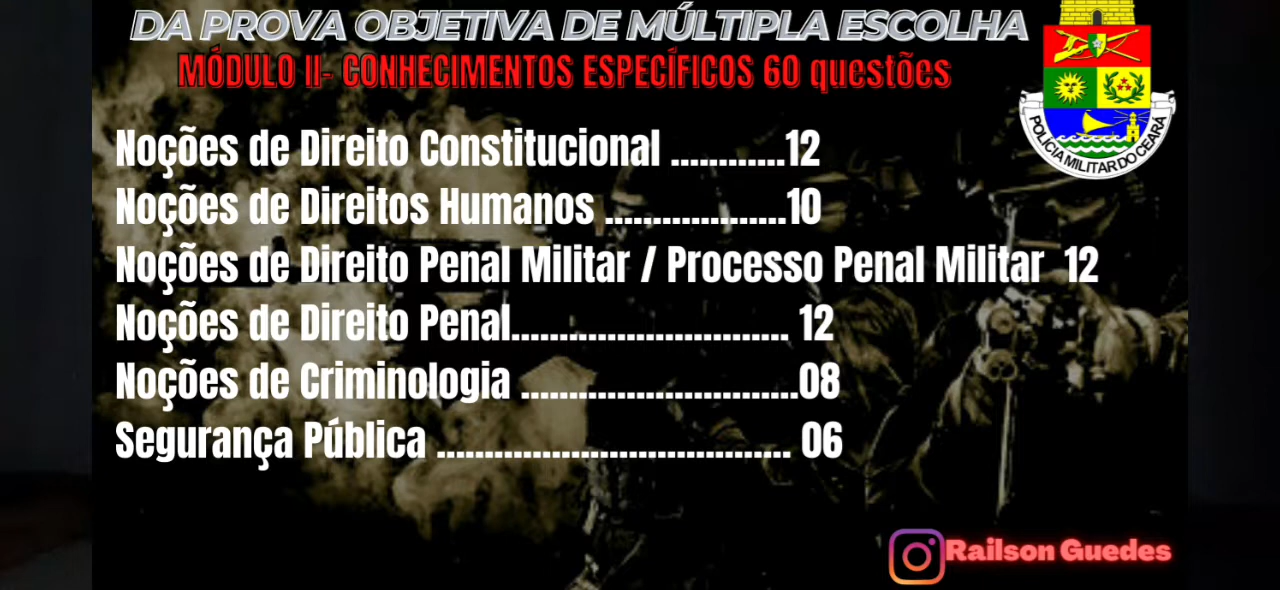 DA PROVA OBJETIVA DE MÚLTIPLA ESCOLHA
MÓDULO II- CONHECIMENTOS ESPECÍFICOS 60 questões
POLÍCIA MILITAR DO CEARÁ
Noções de Direito Constitucional ............12
Noções de Direitos Humanos ...................10
Noções de Direito Penal Militar / Processo Penal Militar 12
Noções de Direito Penal............................. 12
Noções de Criminologia .............................08
Segurança Pública ..................................... 06
Railson Guedes